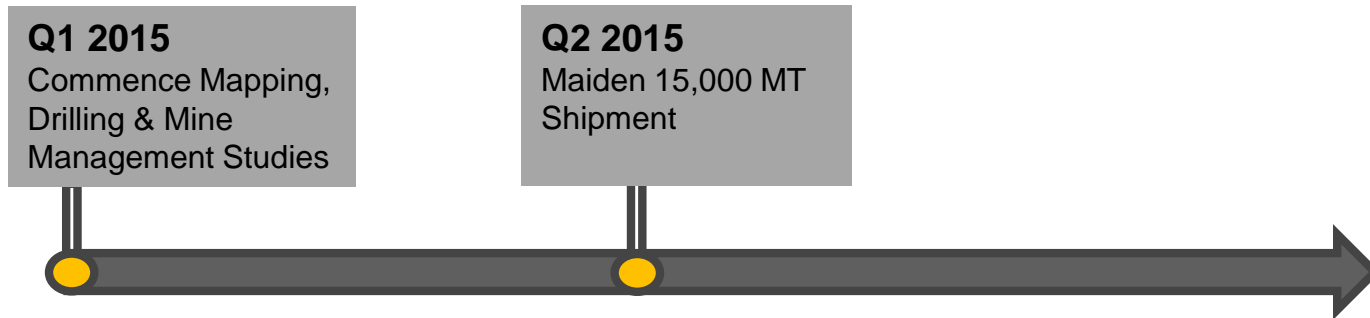 Q1 2015
Commence Mapping,
Drilling & Mine
Management Studies
Q2 2015
Maiden 15,000 MT
Shipment